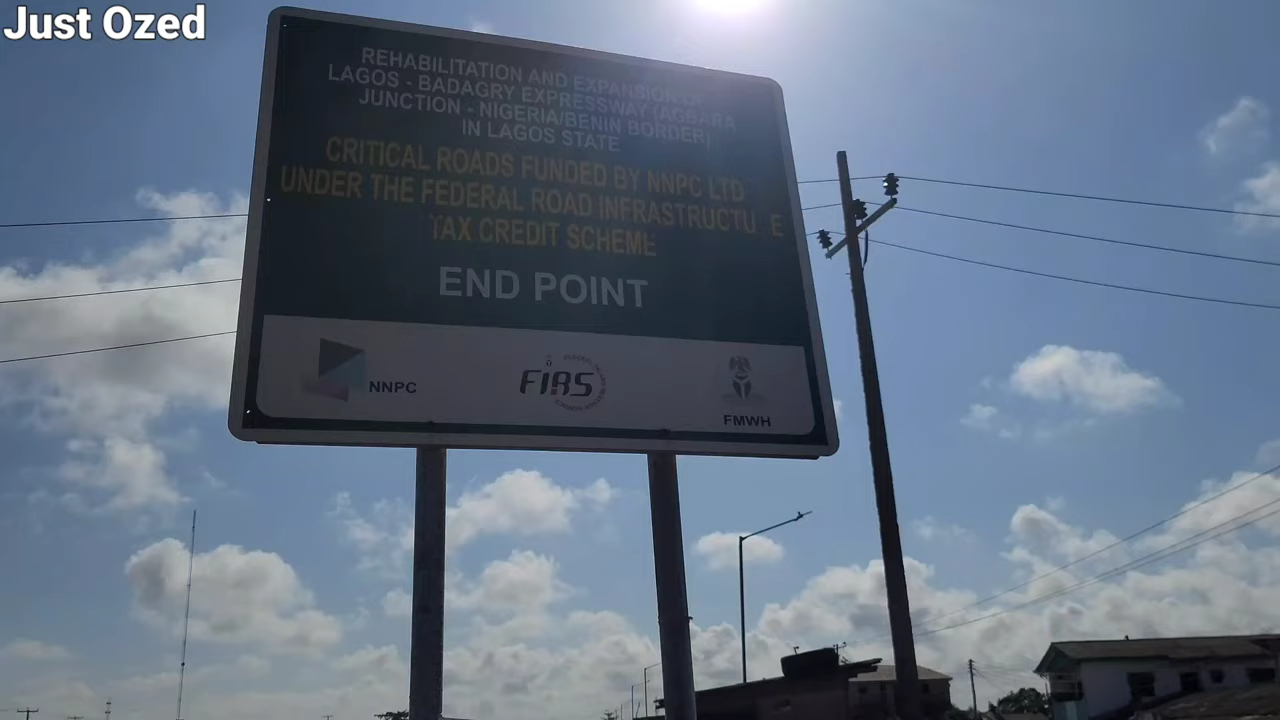 Just Ozed
REHABILITATION AND EXPANSION OF
LAGOS - BADAGRY EXPRESSWAY (AGBARA
JUNCTION - NIGERIA/BENIN BORDER)
IN LAGOS STATE
CRITICAL ROADS FUNDED BY NNPC LTD
UNDER THE FEDERAL ROAD INFRASTRUCTU E
TAX CREDIT SCHEME
END POINT
NNPC
FIRS
FMWH